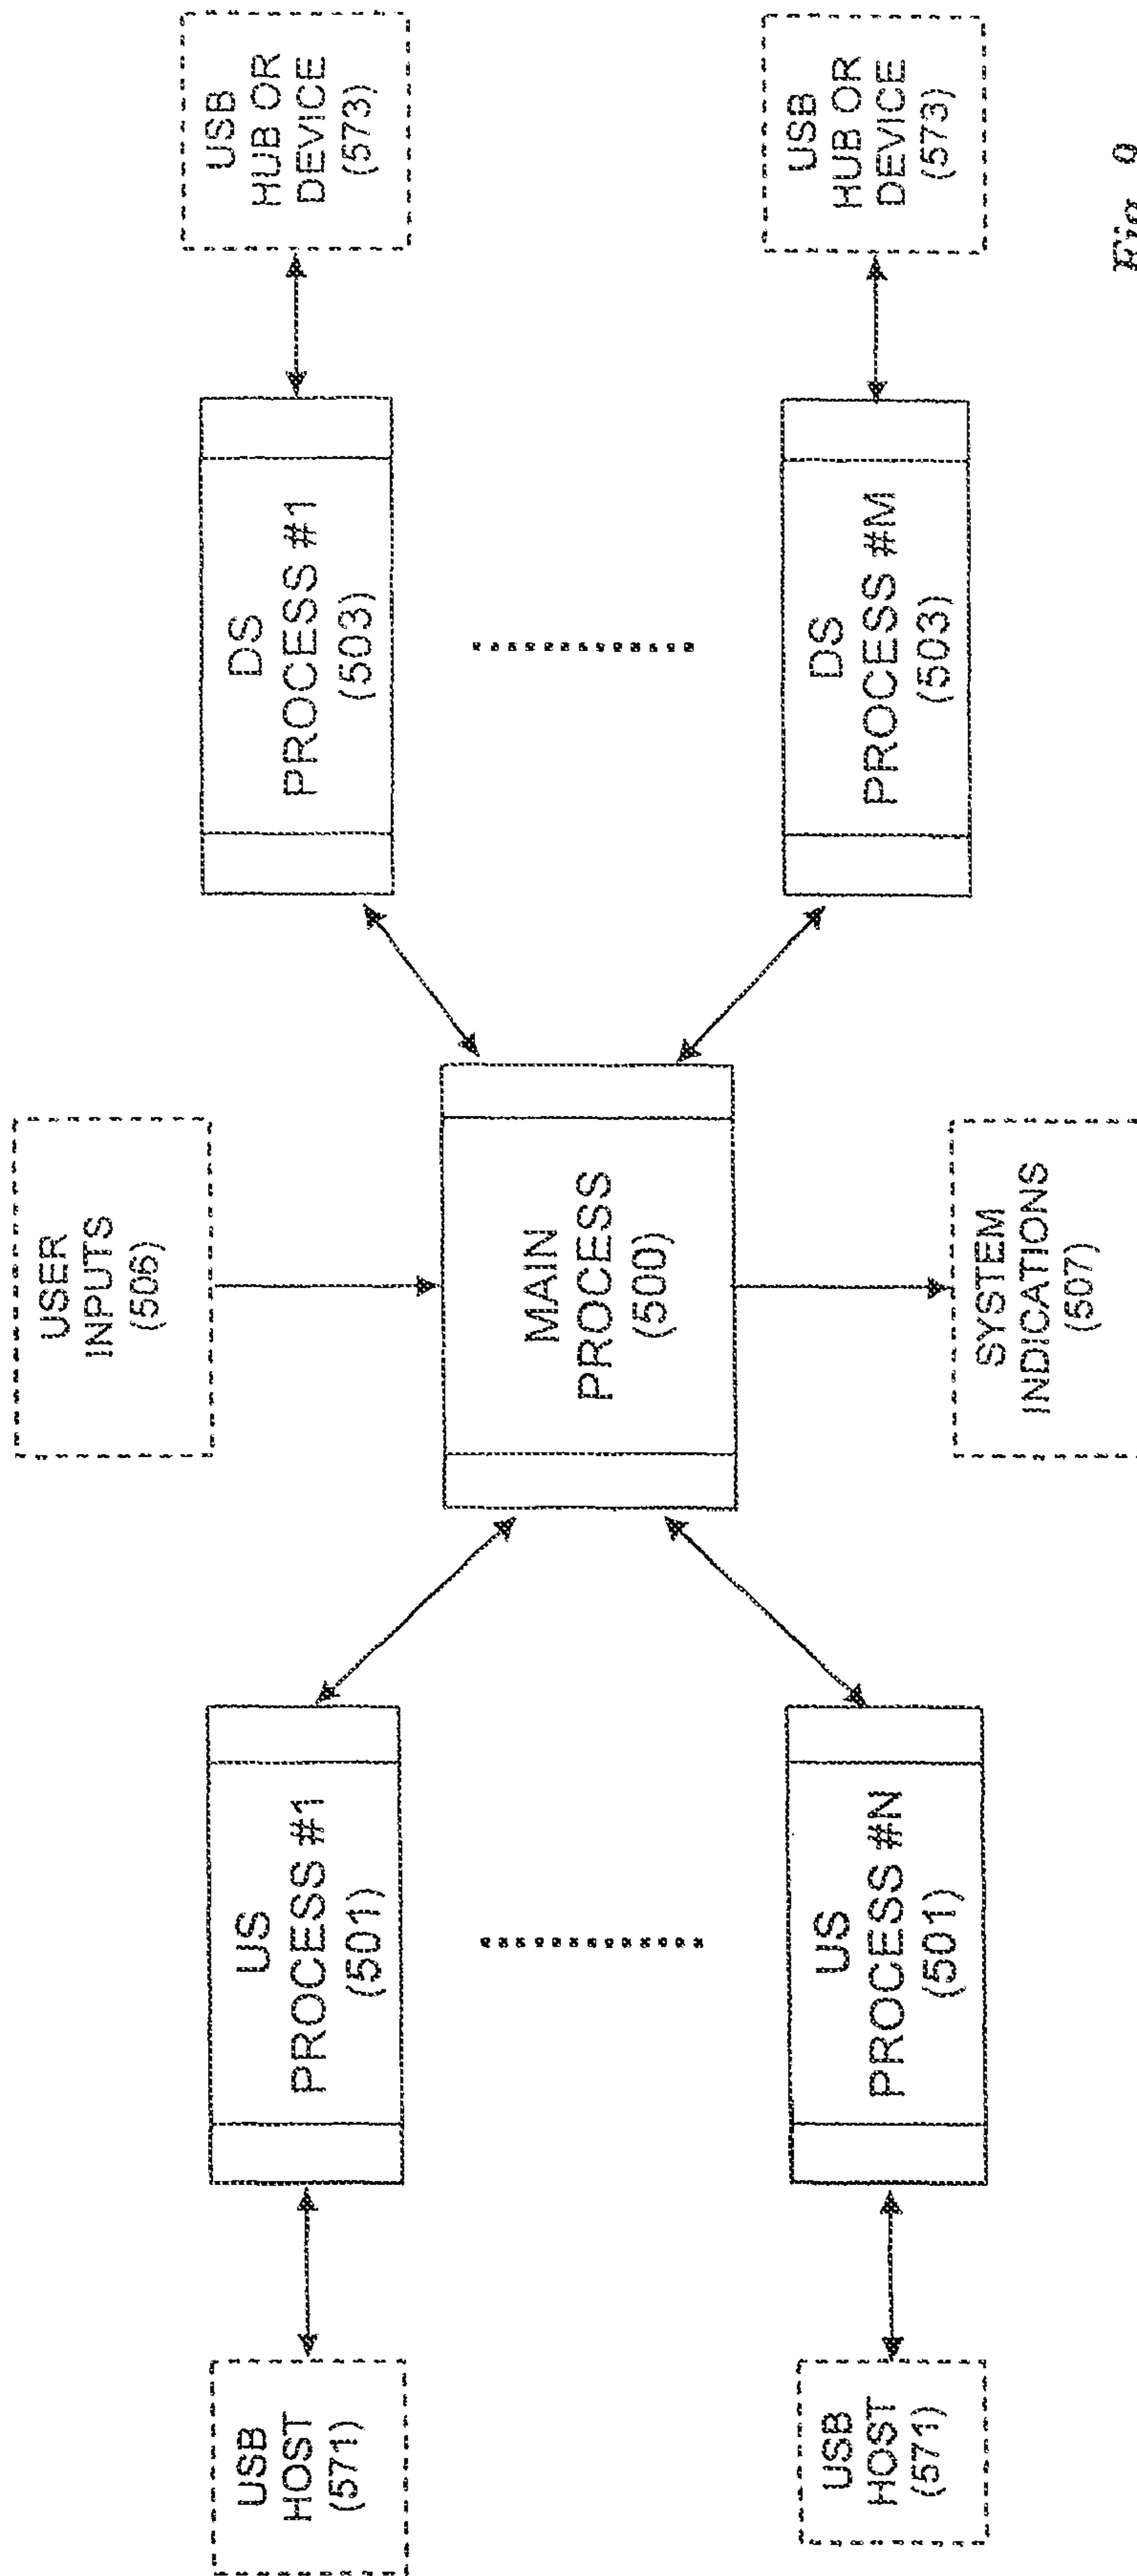 USER
INPUTS
(506)
USB
HOST
(571)
US
PROCESS #1
(501)
DS
PROCESS #1
(503)
USB
HUB OR
DEVICE
(573)
MAIN
PROCESS
(500)
USB
HOST
(571)
US
PROCESS #N
(501)
DS
PROCESS #M
(503)
USB
HUB OR
DEVICE
(573)
SYSTEM
INDICATIONS
(507)
Fig. 9